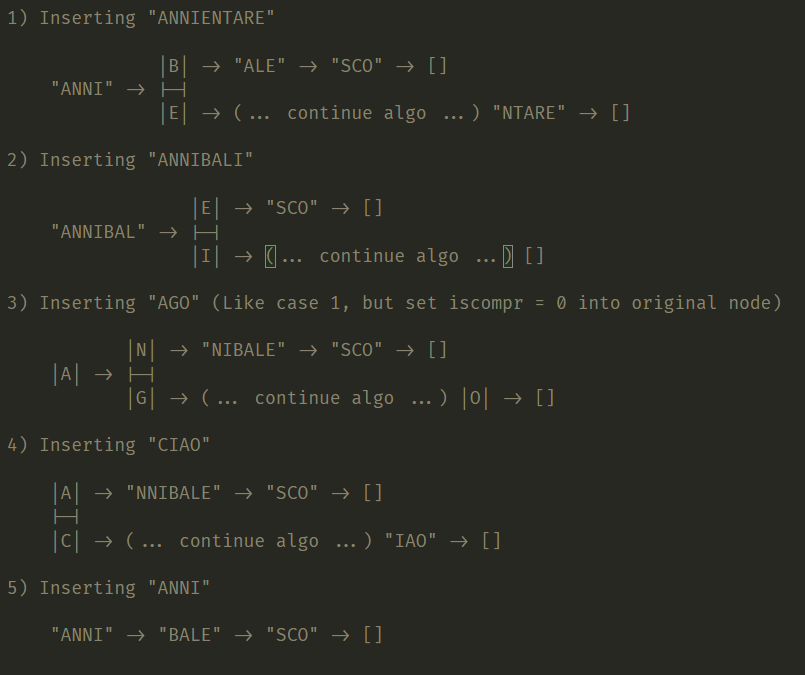 1) Inserting "ANNIENTARE"
              |B| -> "ALE" -> "SCO" -> []
    "ANNI" -> |-|
              |E| -> (... continue algo ...) "NTARE" -> []
2) Inserting "ANNIBALI"
                 |E| -> "SCO" -> []
    "ANNIBAL" -> |-|
                 |I| -> (... continue algo ...) []
3) Inserting "AGO" (Like case 1, but set iscompr = 0 into original node)
           |N| -> "NIBALE" -> "SCO" -> []
    |A| -> |-|
           |G| -> (... continue algo ...) |O| -> []
4) Inserting "CIAO"
    |A| -> "NNIBALE" -> "SCO" -> []
    |-|
    |C| -> (... continue algo ...) "IAO" -> []
5) Inserting "ANNI"
    "ANNI" -> "BALE" -> "SCO" -> []